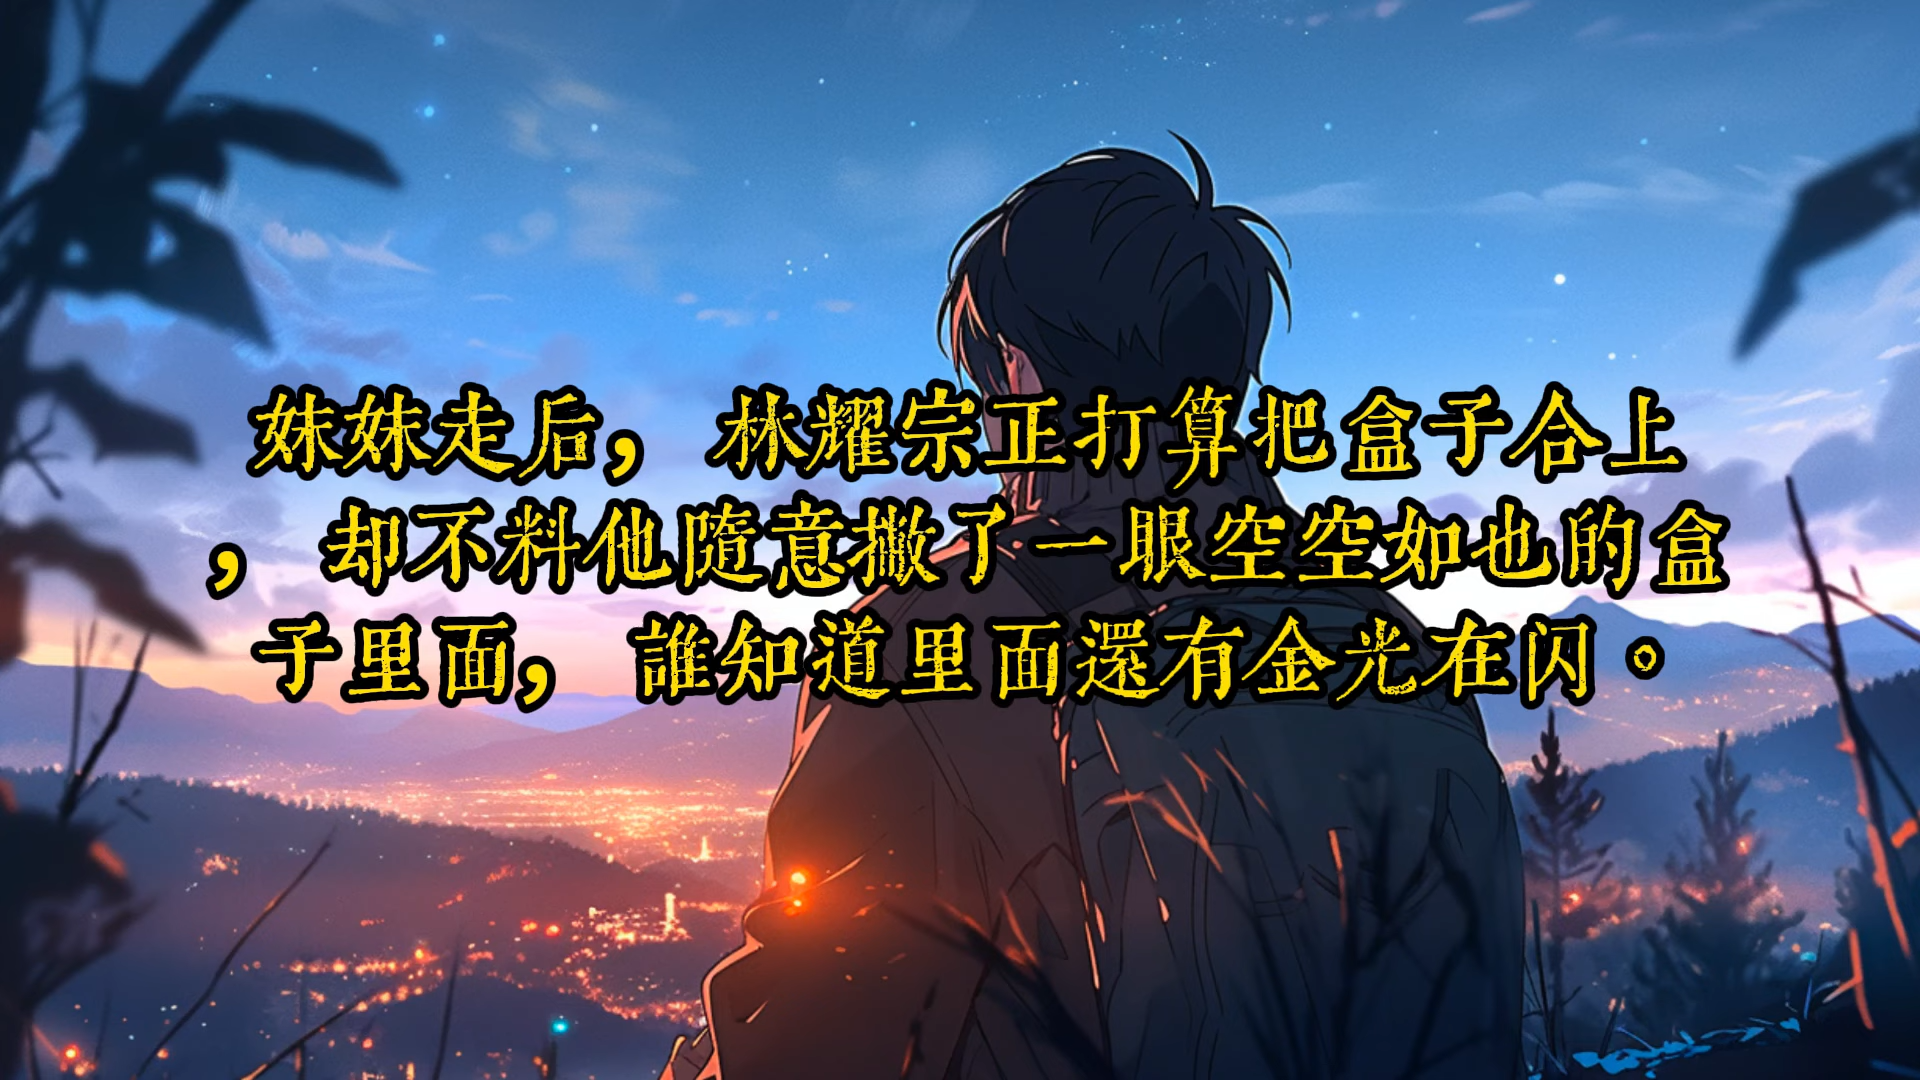 妹妹走后，林耀宗正打算把盒子合上
，却不料他隨意撇了一眼空空如也的盒
子里面，誰知道里面還有金光在闪。